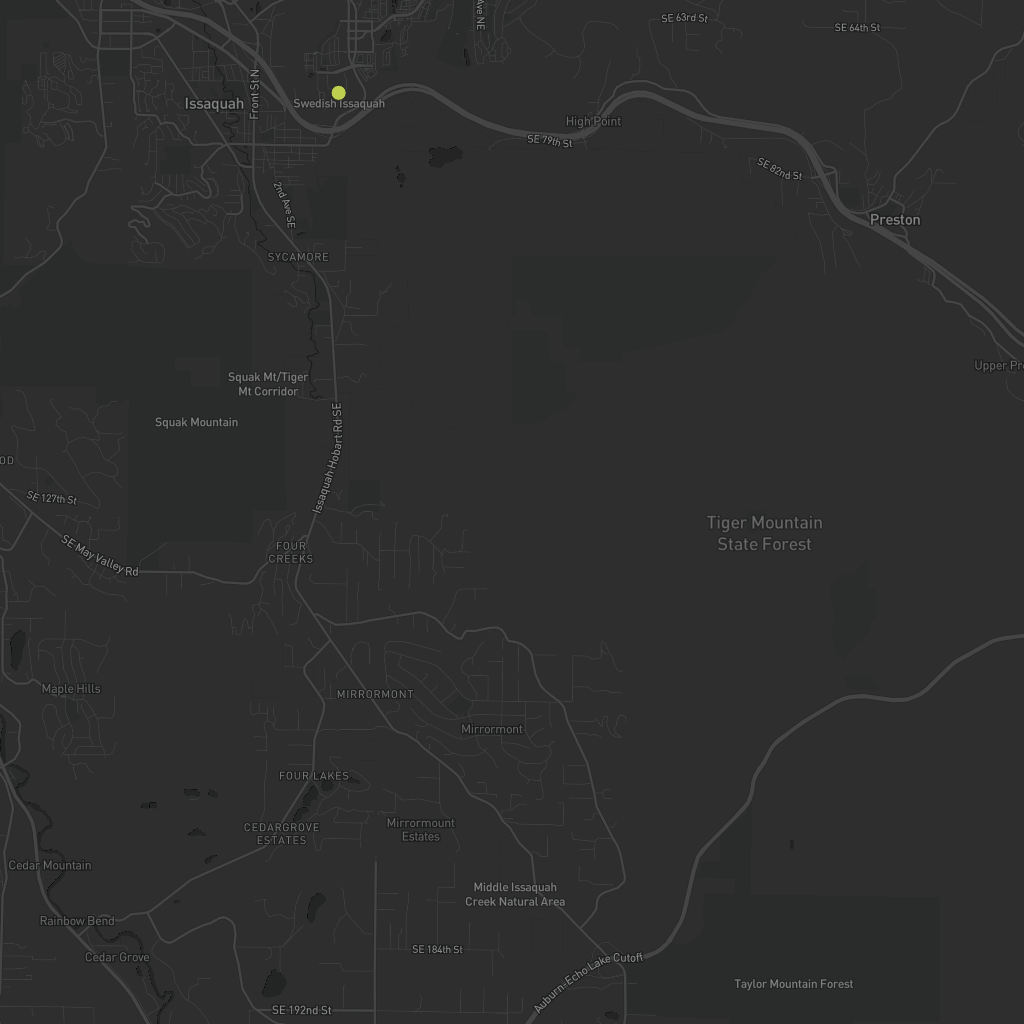 Ave NE
SE 63rd St
SE 64th St
Front St N
Issaquah
Swedish Issaquah
High Point
SE 79th St
SE 82nd St
2nd Ave SE
Preston
SYCAMORE
Upper Pre
Squak Mt/Tiger
Mt Corridor
Squak Mountain
OD
Issaquah-Hobart Rd SE
SE 127th St
Tiger Mountain
State Forest
SE May Valley Rd
FOUR
CREEKS
Maple Hills
MIRRORMONT
Mirrormont
FOUR LAKES
CEDARGROVE
ESTATES
Mirrormount
Estates
Cedar Mountain
Middle Issaquah
Creek Natural Area
Rainbow Bend
SE 184th St
Cedar Grove
Auburn-Echo Lake Cutoff
Taylor Mountain Forest
SE 192nd St